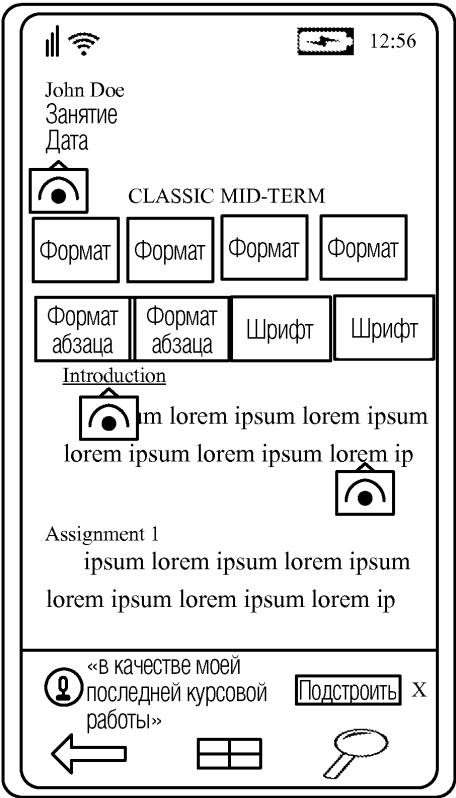 12:56
John Doe
Занятие
Дата
CLASSIC MID-TERM
Формат Формат Формат Формат
Формат абзаца Формат абзаца Шрифт Шрифт
Introduction
um lorem ipsum lorem ipsum
lorem ipsum lorem ipsum lorem ip
Assignment 1
ipsum lorem ipsum lorem ipsum
lorem ipsum lorem ipsum lorem ip
«в качестве моей
последней курсовой
работы»
Подстроить X